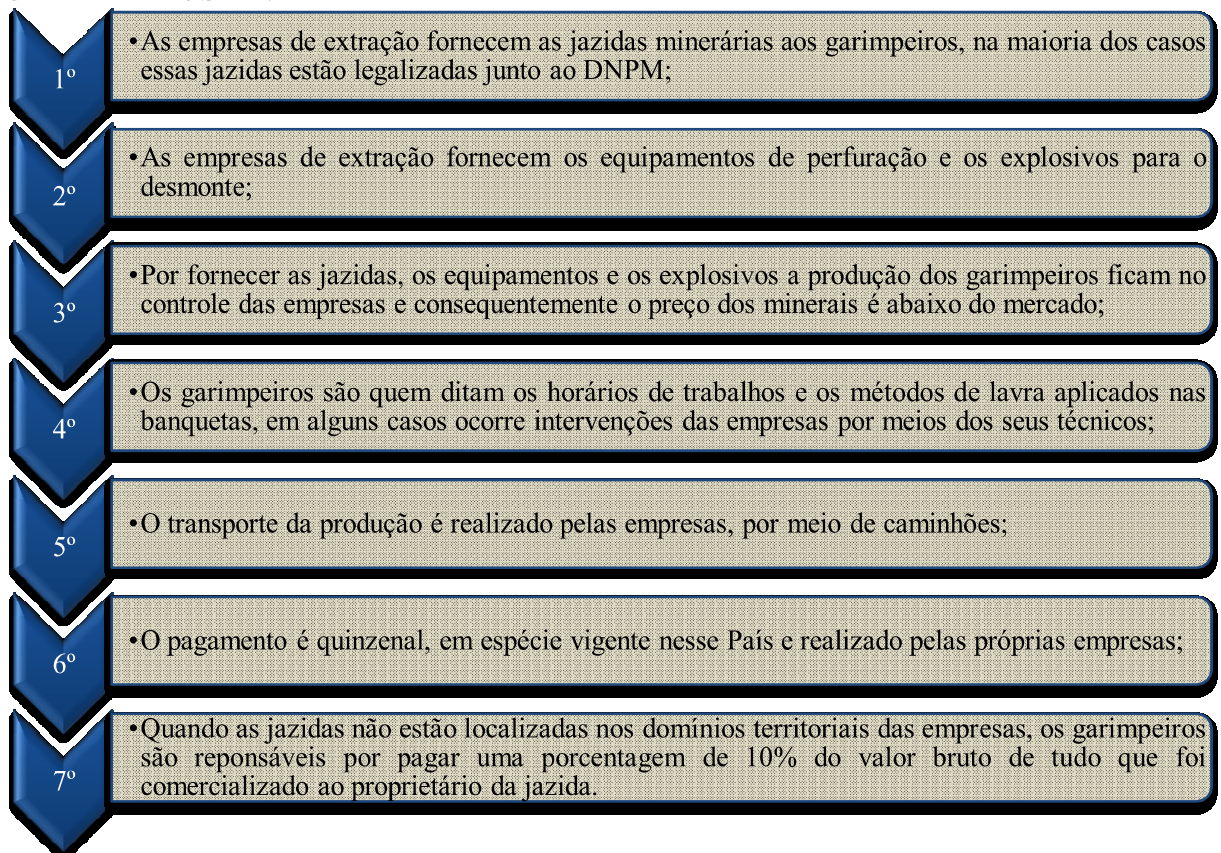 1º
•As empresas de extração fornecem as jazidas minerárias aos garimpeiros, na maioria dos casos
essas jazidas estão legalizadas junto ao DNPM;
2º
•As empresas de extração fornecem os equipamentos de perfuração e os explosivos para o
desmonte;
3º
•Por fornecer as jazidas, os equipamentos e os explosivos a produção dos garimpeiros ficam no
controle das empresas e consequentemente o preço dos minerais é abaixo do mercado;
4º
•Os garimpeiros são quem ditam os horários de trabalhos e os métodos de lavra aplicados nas
banquetas, em alguns casos ocorre intervenções das empresas por meios dos seus técnicos;
5º
•O transporte da produção é realizado pelas empresas, por meio de caminhões;
6º
•O pagamento é quinzenal, em espécie vigente nesse País e realizado pelas próprias empresas;
7º
•Quando as jazidas não estão localizadas nos domínios territoriais das empresas, os garimpeiros
são reponsáveis por pagar uma porcentagem de 10% do valor bruto de tudo que foi
comercializado ao proprietário da jazida.